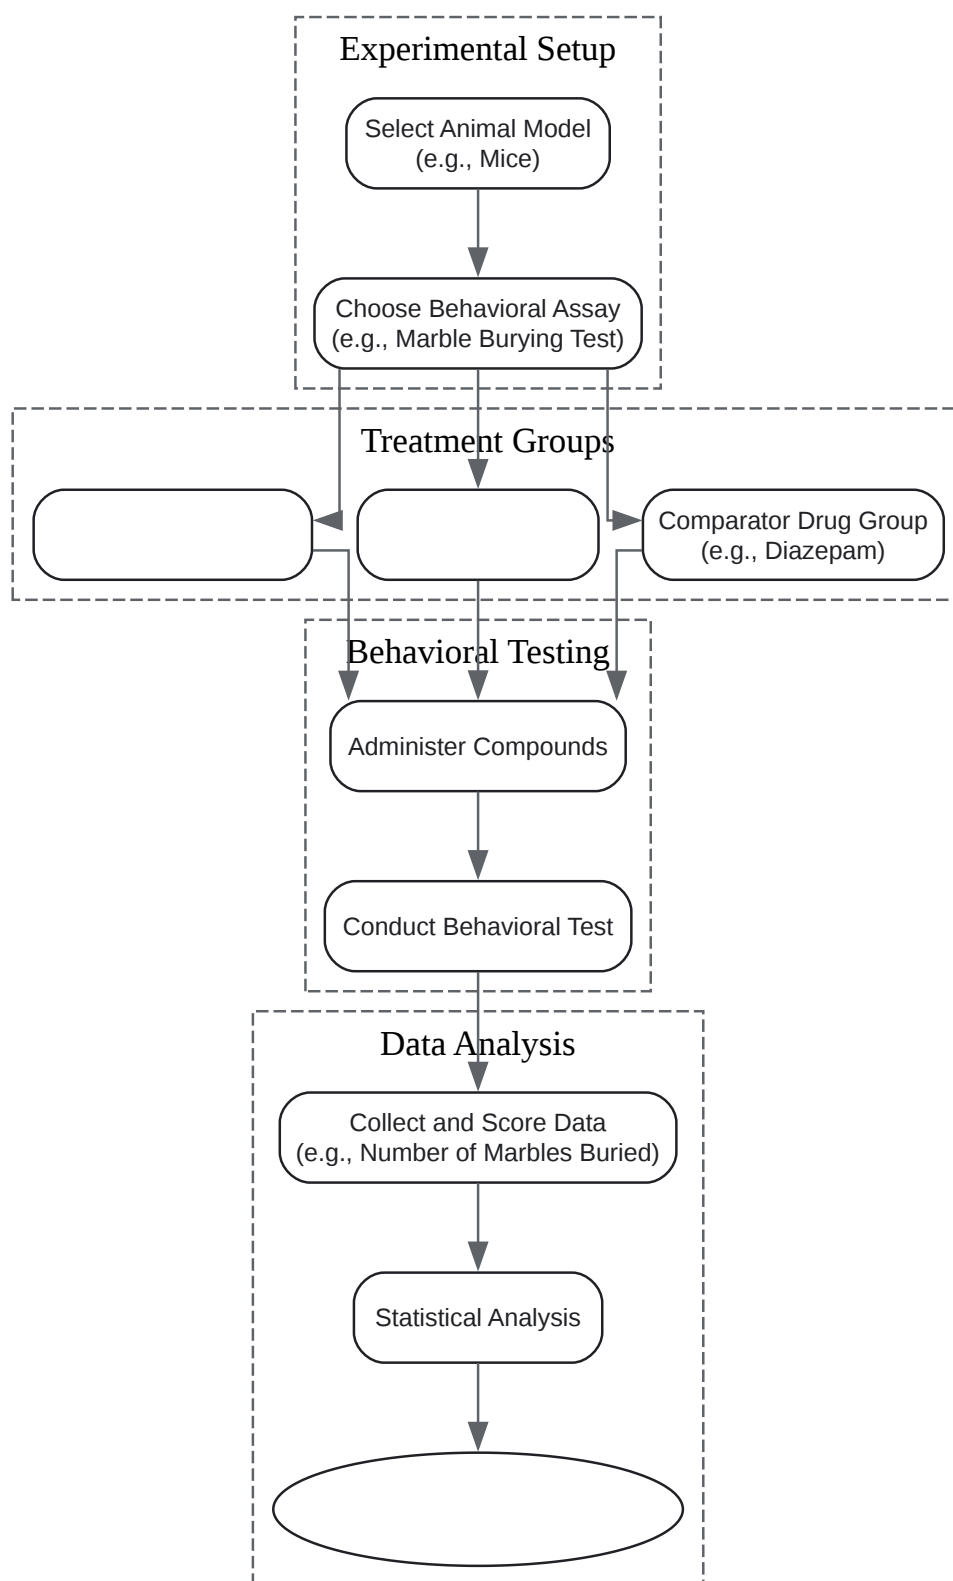 Experimental Setup
Select Animal Model
(e.g., Mice)
Choose Behavioral Assay
(e.g., Marble Burying Test)
Treatment Groups
Comparator Drug Group
(e.g., Diazepam)
Behavioral Testing
Administer Compounds
Conduct Behavioral Test
Data Analysis
Collect and Score Data
(e.g., Number of Marbles Buried)
Statistical Analysis